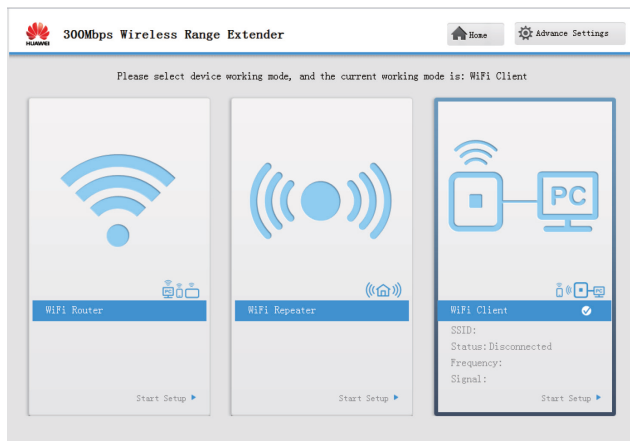 HUAWEI
300Mbps Wireless Range Extender
Home
Advance Settings
Please select device working mode, and the current working mode is: WiFi Client
WiFi Router
Start Setup
WiFi Repeater
Start Setup
PC
PC
PC
WiFi Client
SSID:
Status:Disconnected
Frequency:
Signal:
Start Setup